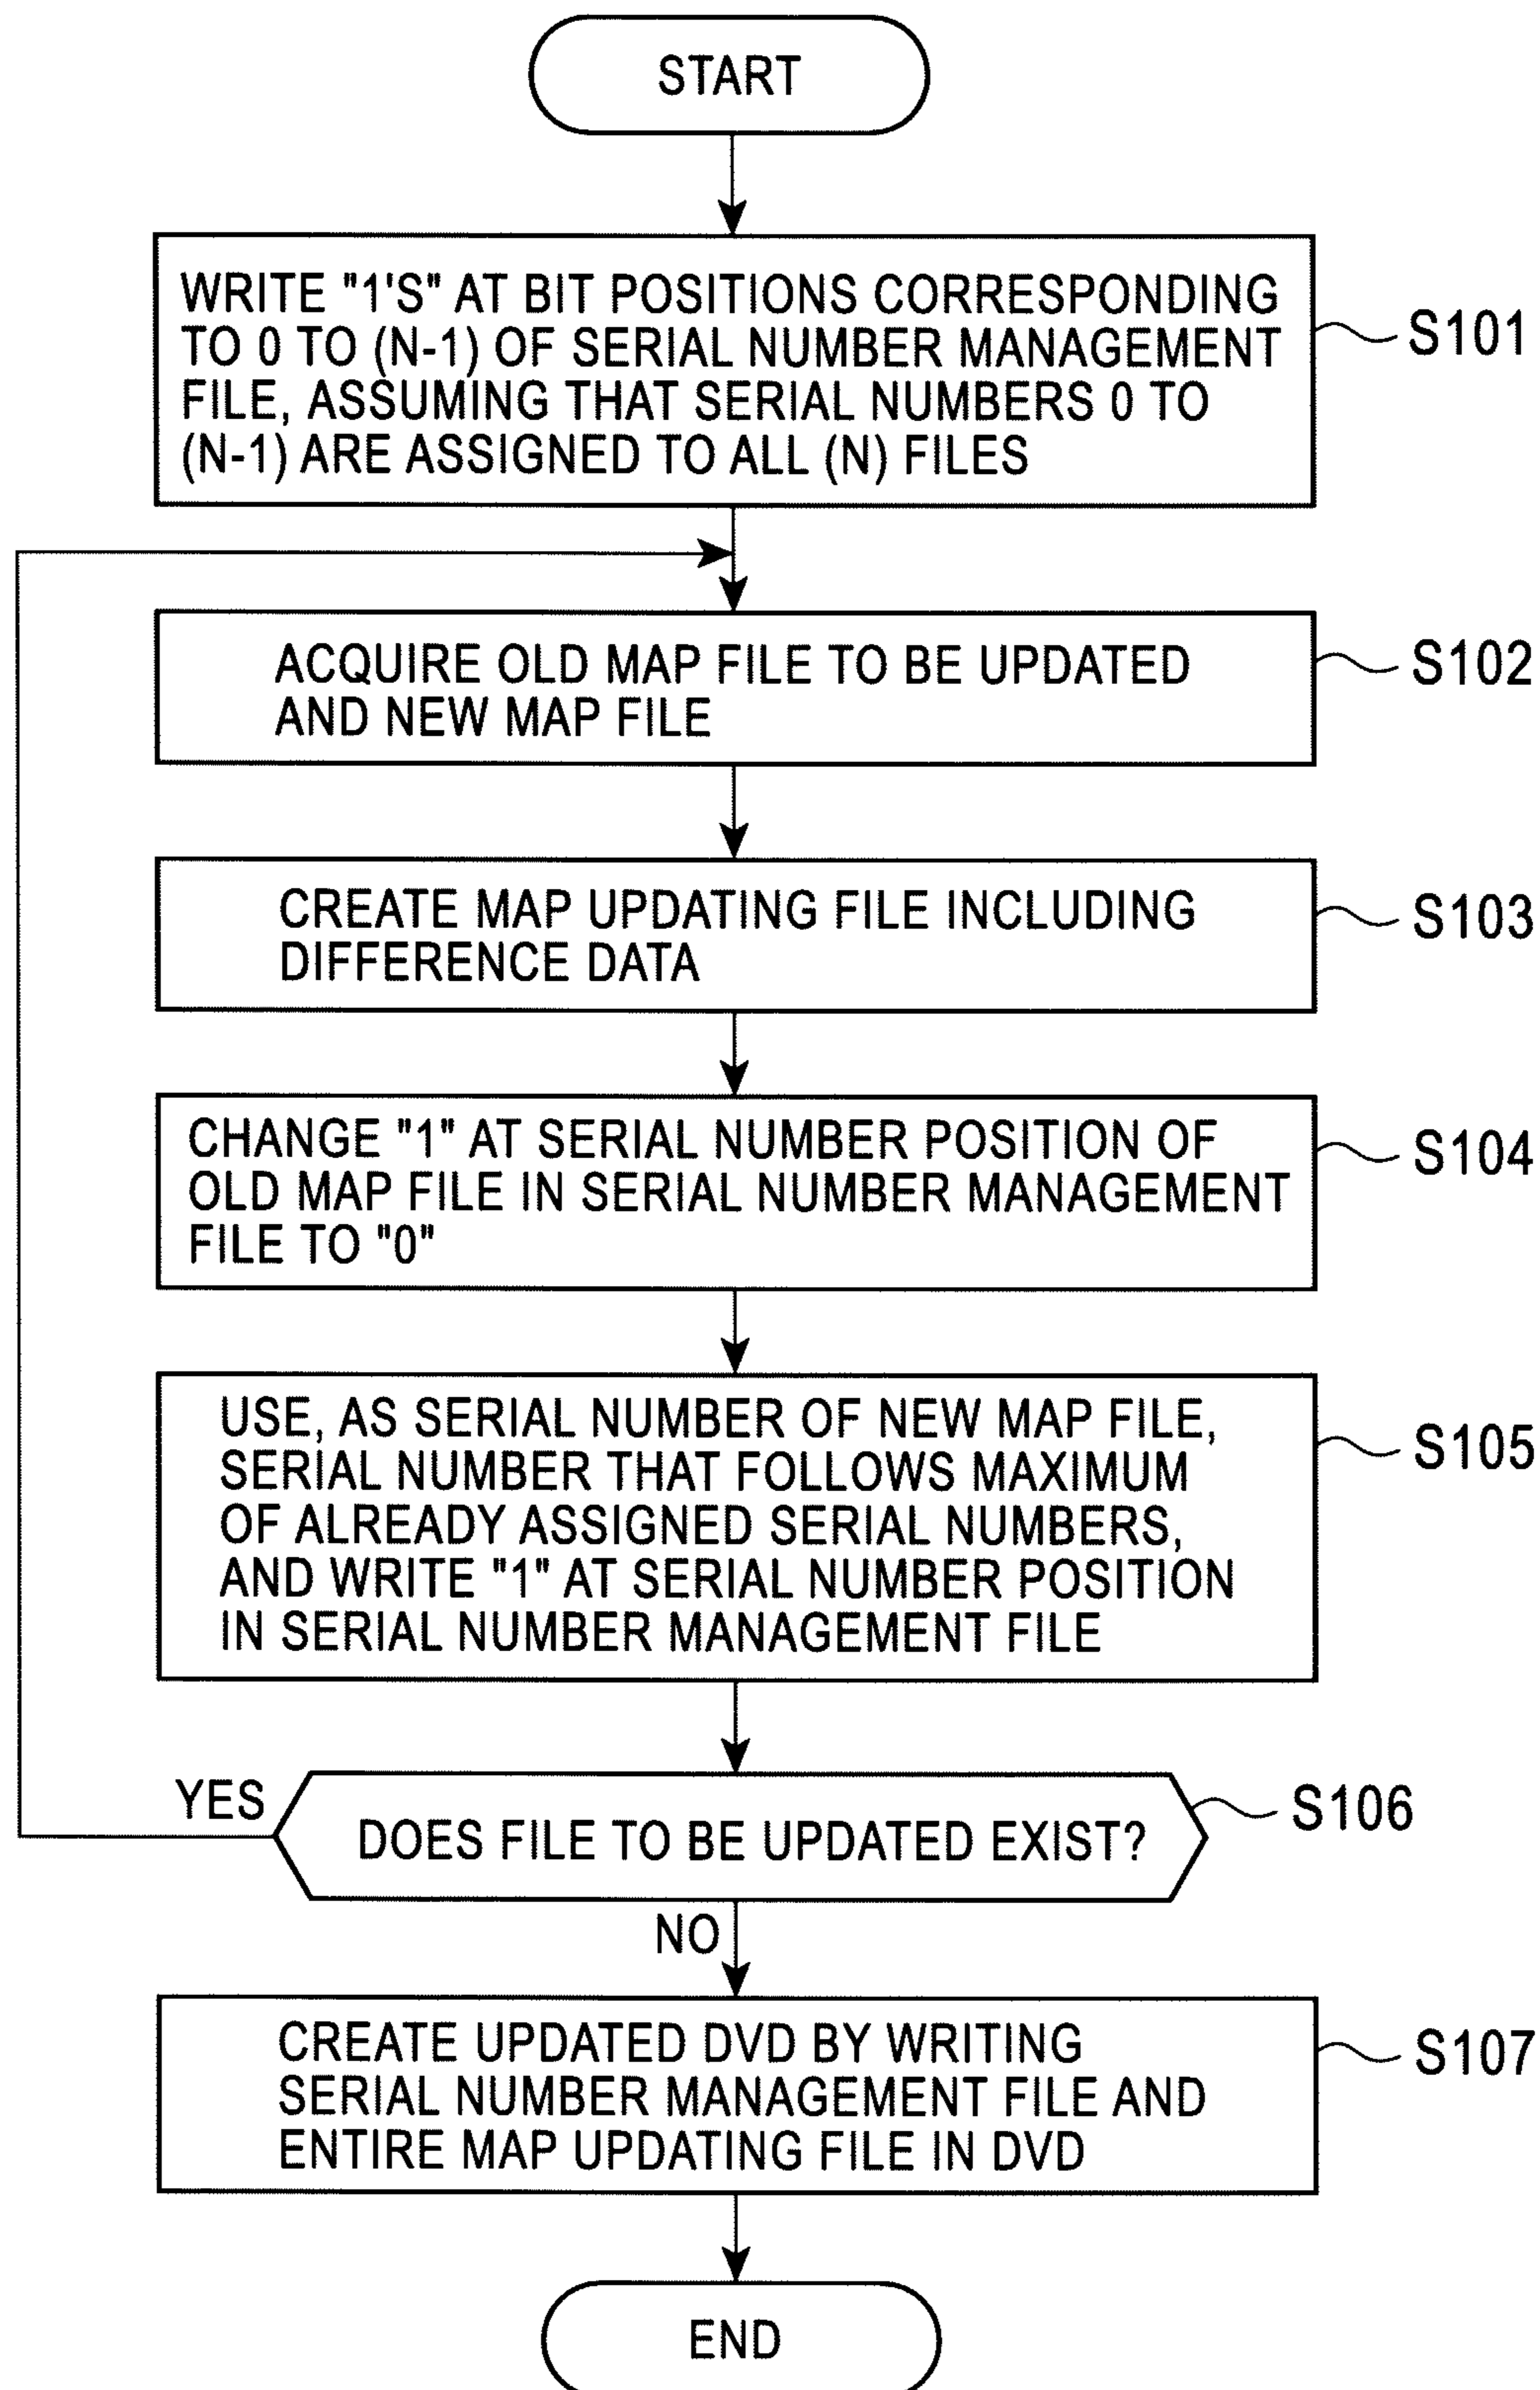 START
WRITE "1'S" AT BIT POSITIONS CORRESPONDING
TO 0 TO (N-1) OF SERIAL NUMBER MANAGEMENT
FILE, ASSUMING THAT SERIAL NUMBERS 0 TO
(N-1) ARE ASSIGNED TO ALL (N) FILES
S101
ACQUIRE OLD MAP FILE TO BE UPDATED
AND NEW MAP FILE
S102
CREATE MAP UPDATING FILE INCLUDING
DIFFERENCE DATA
S103
CHANGE "1" AT SERIAL NUMBER POSITION OF
OLD MAP FILE IN SERIAL NUMBER MANAGEMENT
FILE TO "0"
S104
USE, AS SERIAL NUMBER OF NEW MAP FILE,
SERIAL NUMBER THAT FOLLOWS MAXIMUM
OF ALREADY ASSIGNED SERIAL NUMBERS,
AND WRITE "1" AT SERIAL NUMBER POSITION
IN SERIAL NUMBER MANAGEMENT FILE
S105
YES
DOES FILE TO BE UPDATED EXIST?
S106
NO
CREATE UPDATED DVD BY WRITING
SERIAL NUMBER MANAGEMENT FILE AND
ENTIRE MAP UPDATING FILE IN DVD
S107
END